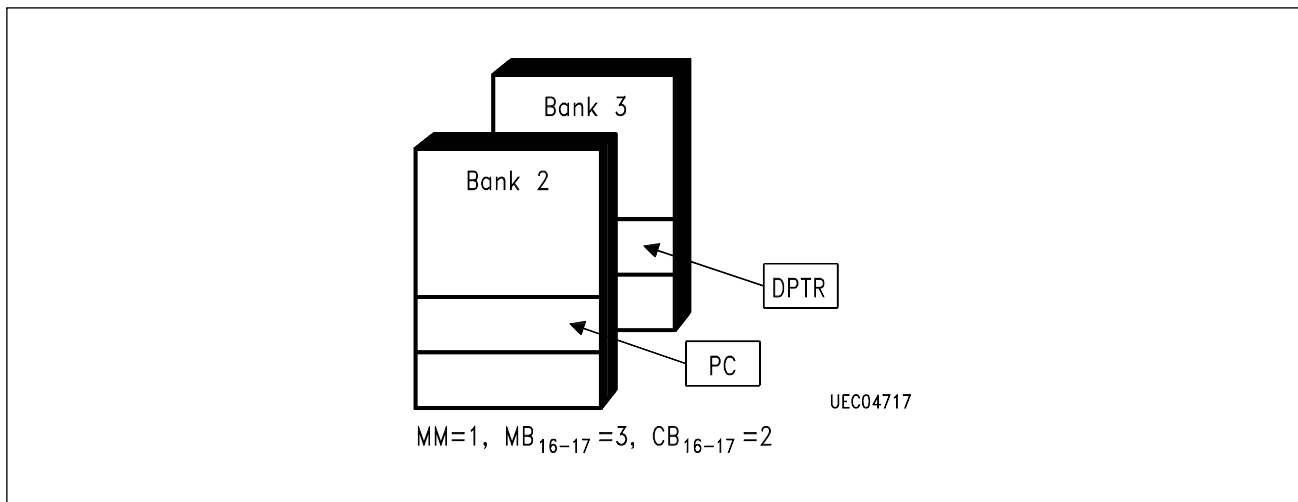 Bank 3
Bank 2
DPTR
PC
UEC04717
MM=1, MB16-17=3, CB16-17=2